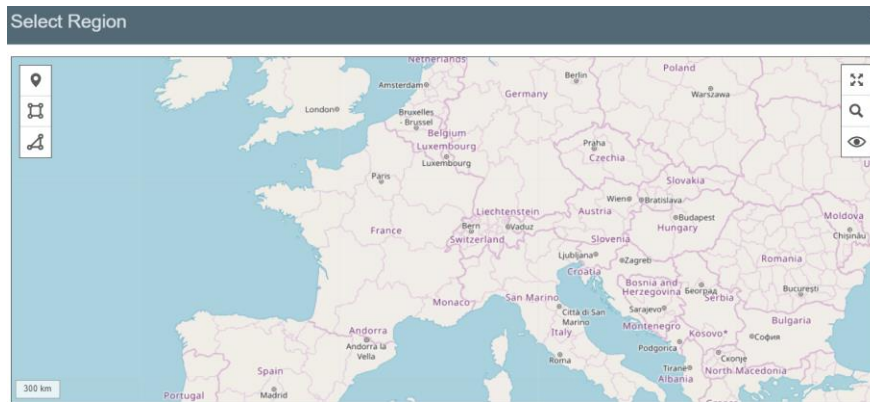 Select Region
Netherlands
Amsterdam
Berlin
Poland
Warszawa
London
Germany
Bruxelles
- Brussel
Belgium
Luxembourg
Luxembourg
Praha
Czechia
Paris
Slovakia
Liechtenstein
Wien
Bratislava
Austria
Moldova
Budapest
Hungary
Chișinău
France
Bern
Vaduz
Switzerland
Slovenia
Ljubljana
Zagreb
Romania
Croatia
Monaco
San Marino
Bosnia and
Herzegovina
Београд
Serbia
București
Città di San
Marino
Sarajevo
Andorra
Italy
Montenegro
Kosovo*
Bulgaria
София
Andorra la
Vella
Podgorica
Скопје
Roma
Spain
Tiranë
North Macedonia
Albania
300 km
Portugal
Madrid